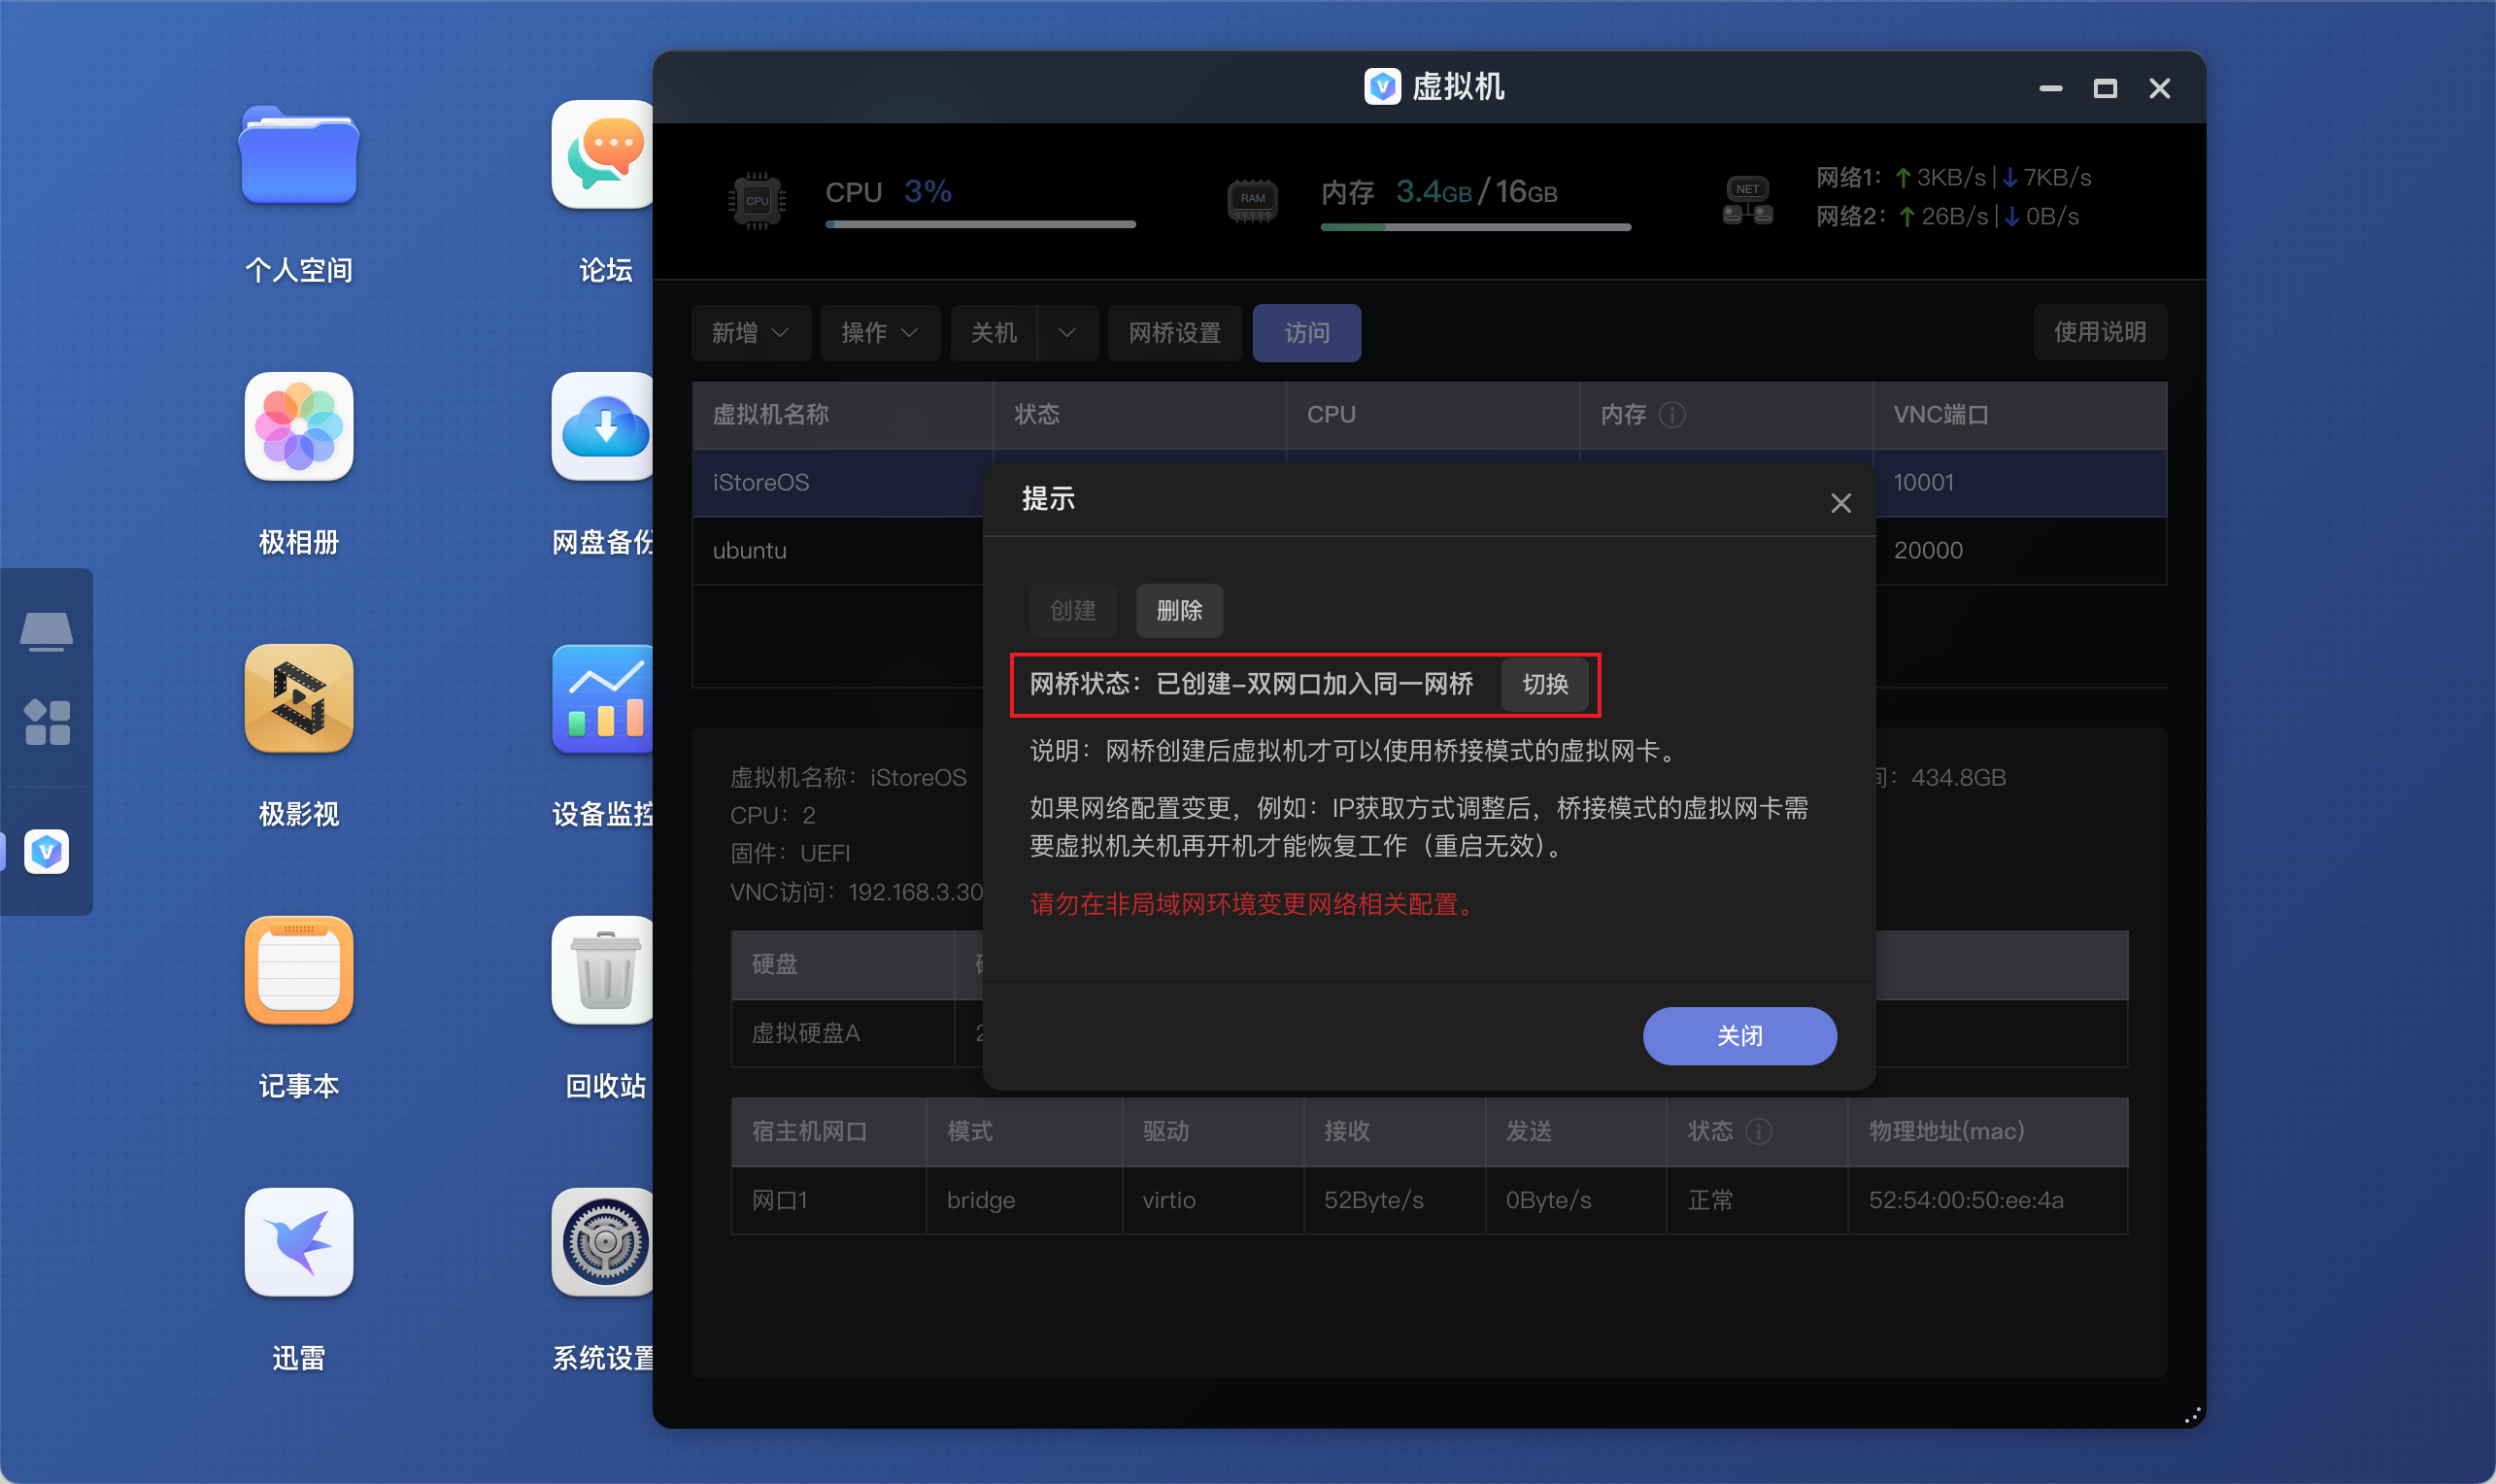 个人空间
论坛
极相册
网盘备份
极影视
设备监控
记事本
回收站
迅雷
系统设置
虚拟机
CPU
CPU 3%
RAM
内存 3.4GB/16GB
NET
网络1: ↑3KB/s|↓7KB/s
网络2: ↑26B/s|↓0B/s
新增
操作
关机
网桥设置
访问
使用说明
虚拟机名称 状态 CPU 内存 VNC端口
iStoreOS 10001
ubuntu 20000
提示
创建
删除
网桥状态：已创建-双网口加入同一网桥 切换
说明：网桥创建后虚拟机才可以使用桥接模式的虚拟网卡。
如果网络配置变更，例如：IP获取方式调整后，桥接模式的虚拟网卡需
要虚拟机关机再开机才能恢复工作（重启无效）。
请勿在非局域网环境变更网络相关配置。
关闭
虚拟机名称：iStoreOS
：434.8GB
CPU：2
固件：UEFI
VNC访问：192.168.3.30
硬盘
虚拟硬盘A 2
宿主机网口 模式 驱动 接收 发送 状态 物理地址(mac)
网口1 bridge virtio 52Byte/s 0Byte/s 正常 52:54:00:50:ee:4a